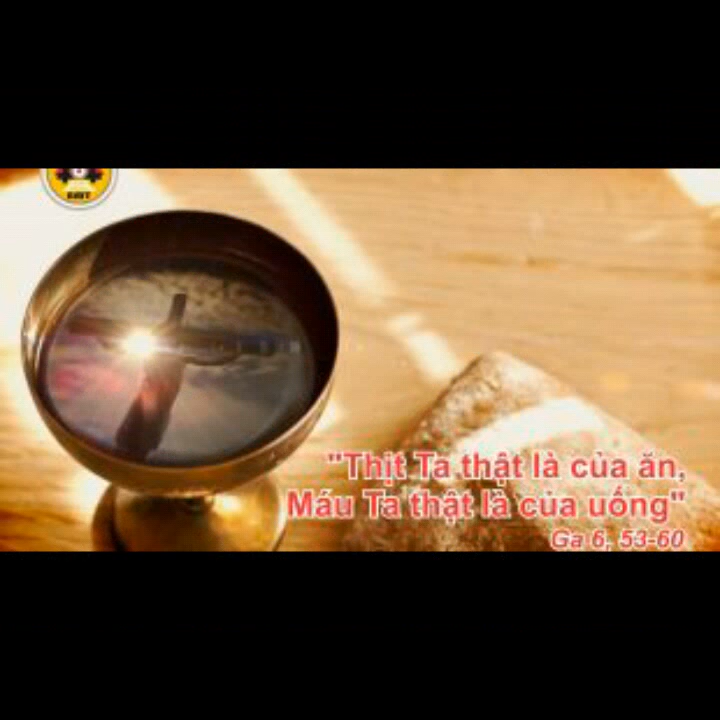 "Thịt Ta thật là của ăn,
Máu Ta thật là của uống"
Ga 6, 53-60